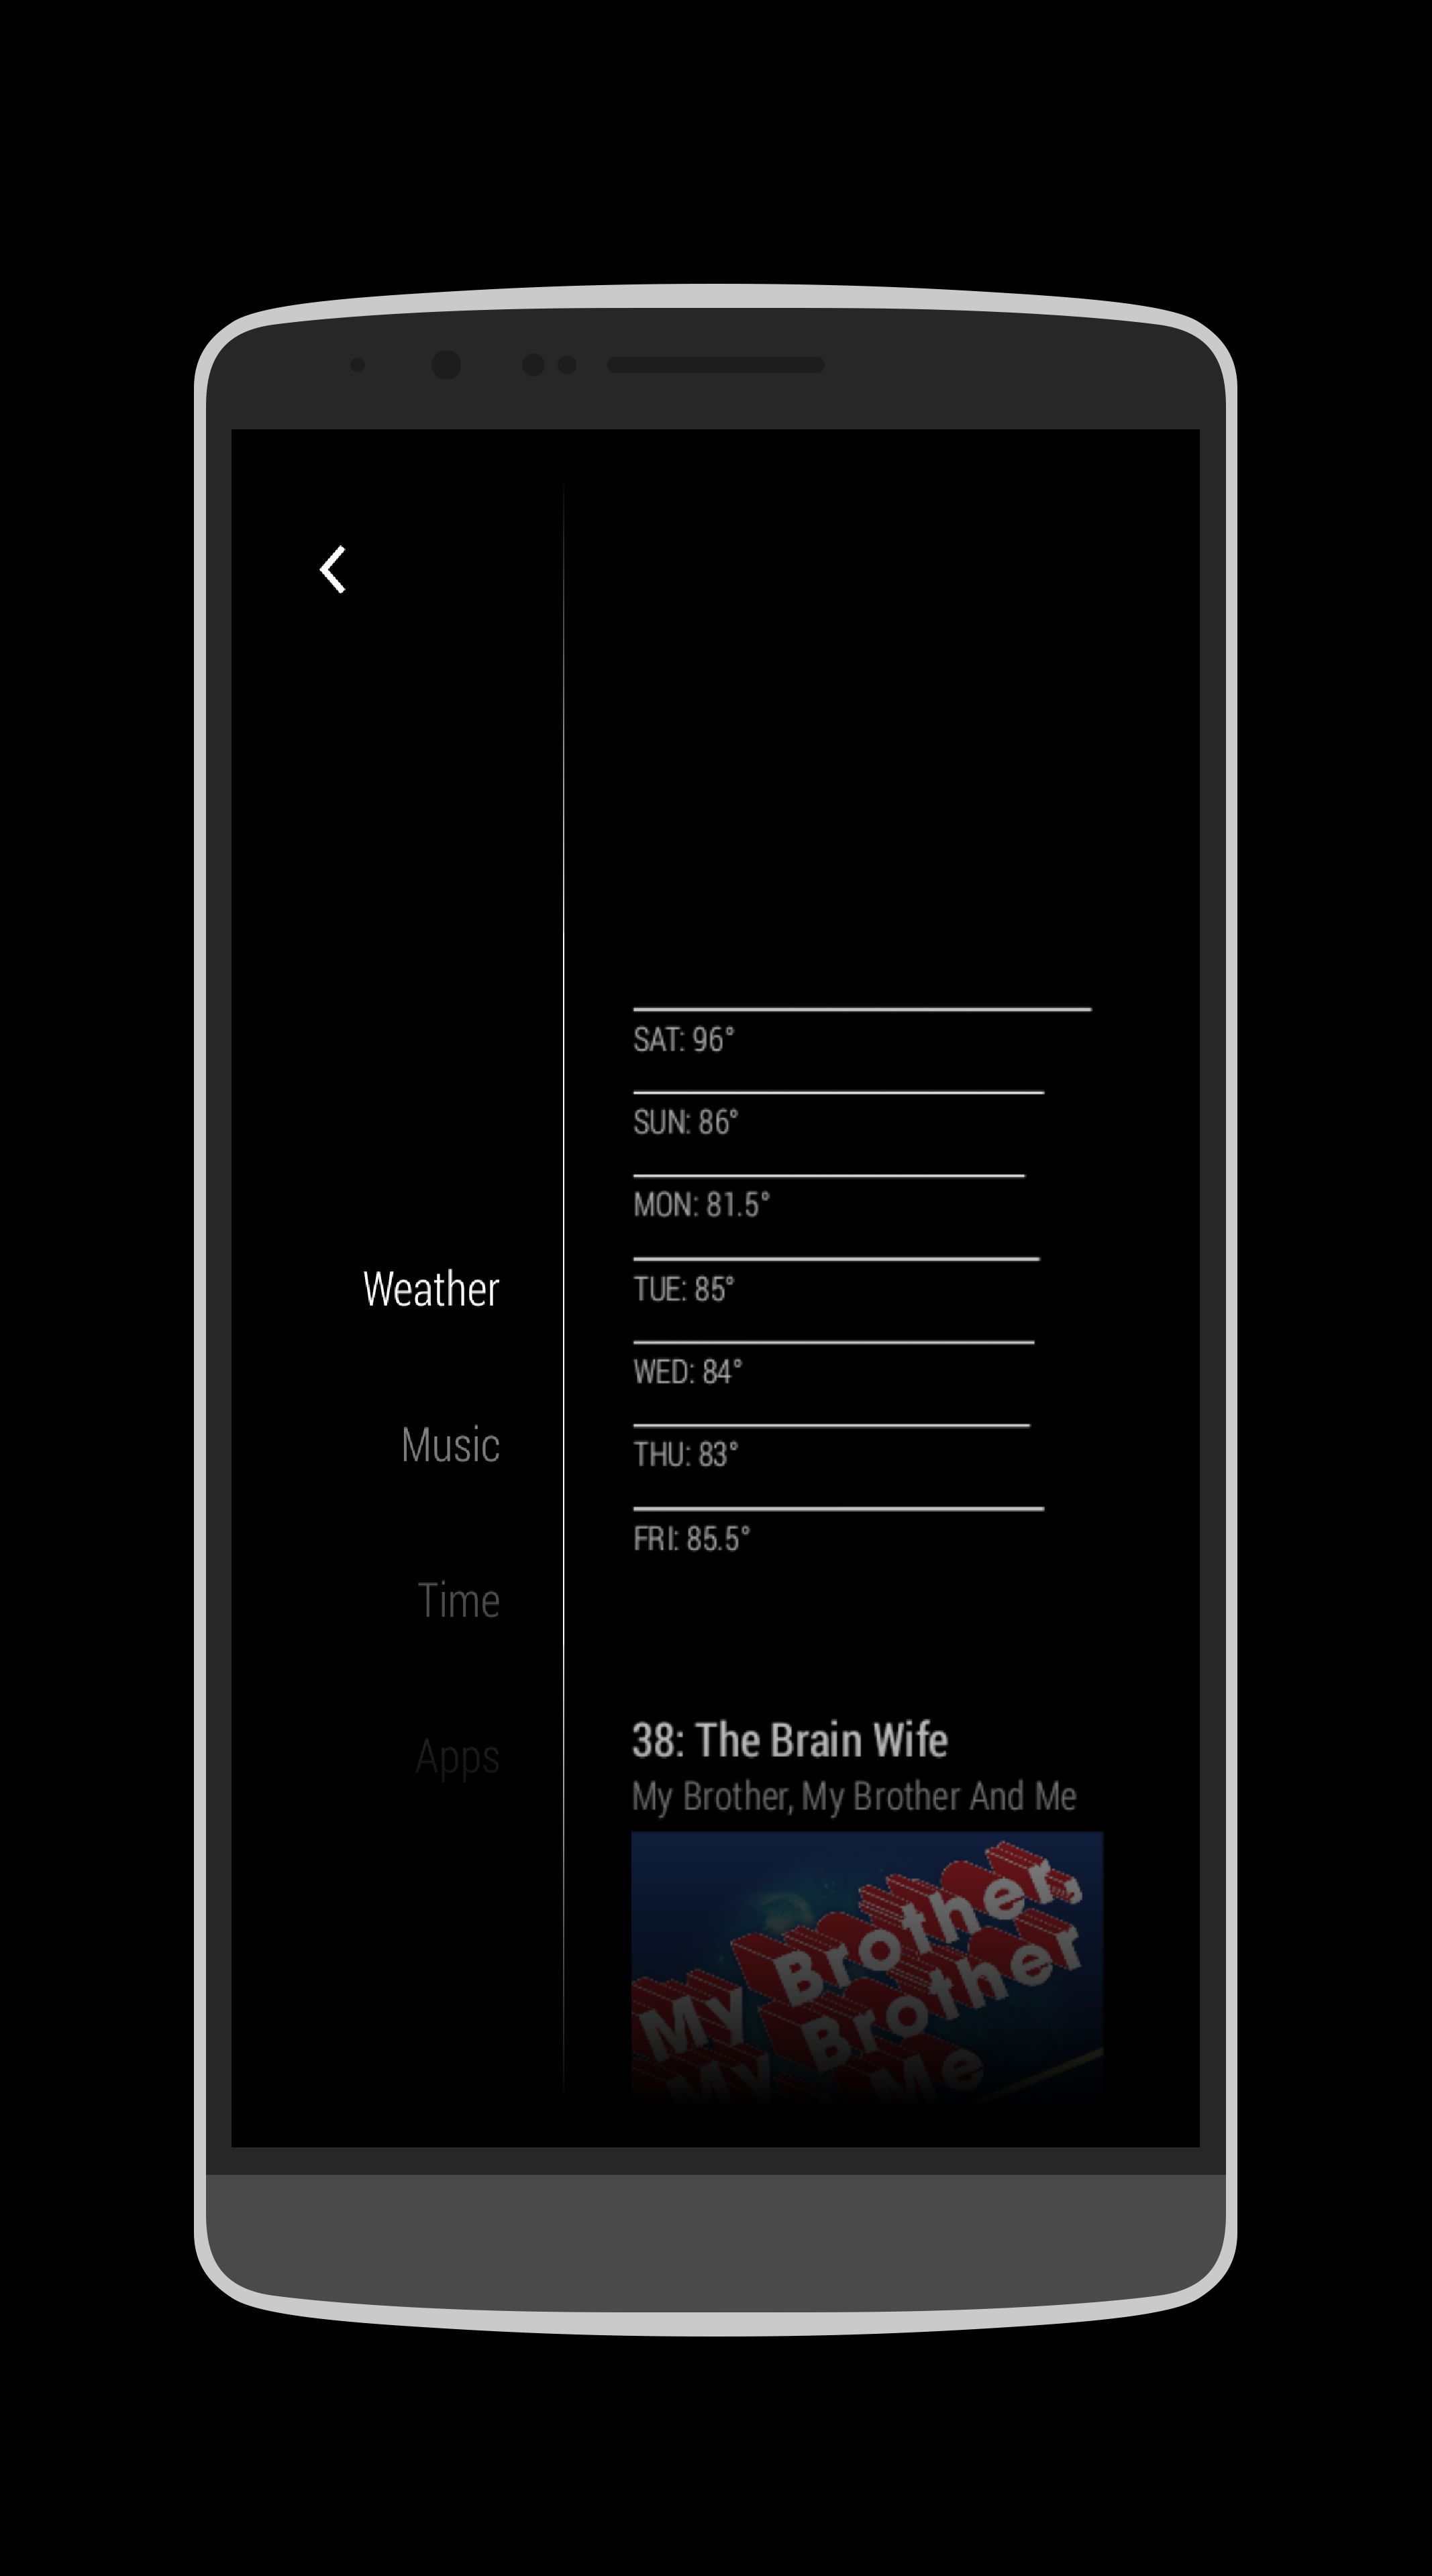 SAT: 96°
SUN: 86°
MON: 81.5°
TUE: 85°
WED: 84°
THU: 83°
FRI: 85.5°
Weather
Music
Time
Apps
38: The Brain Wife
My Brother, My Brother And Me
My Brother,
My Brother
Me